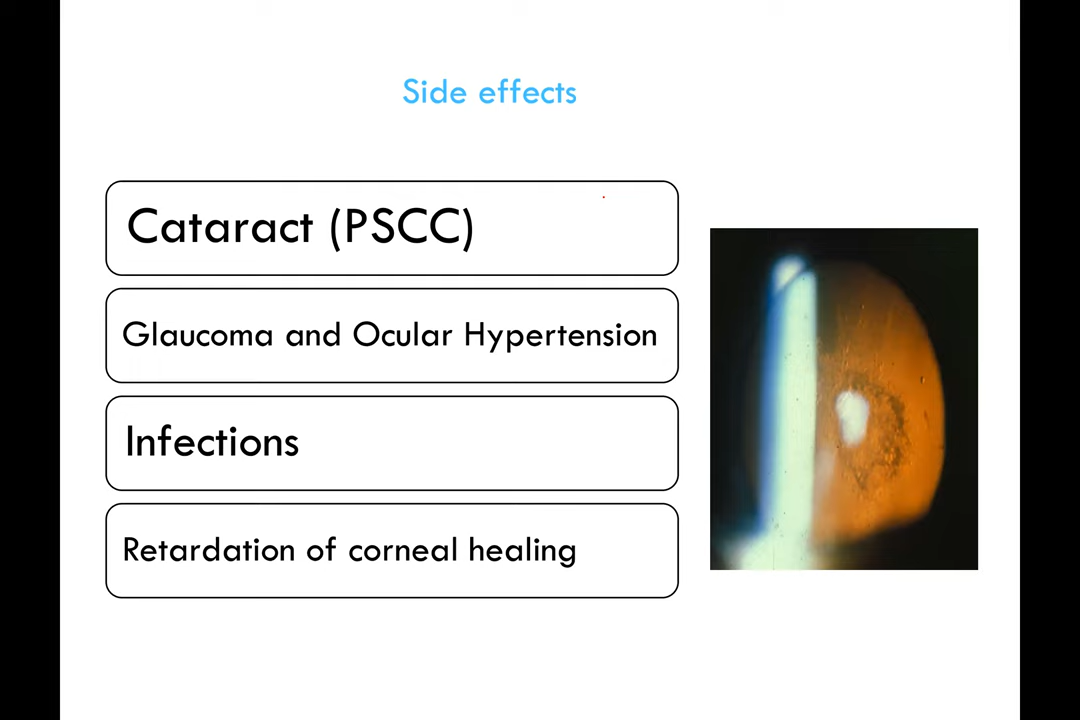 Side effects
Cataract (PSCC)
Glaucoma and Ocular Hypertension
Infections
Retardation of corneal healing